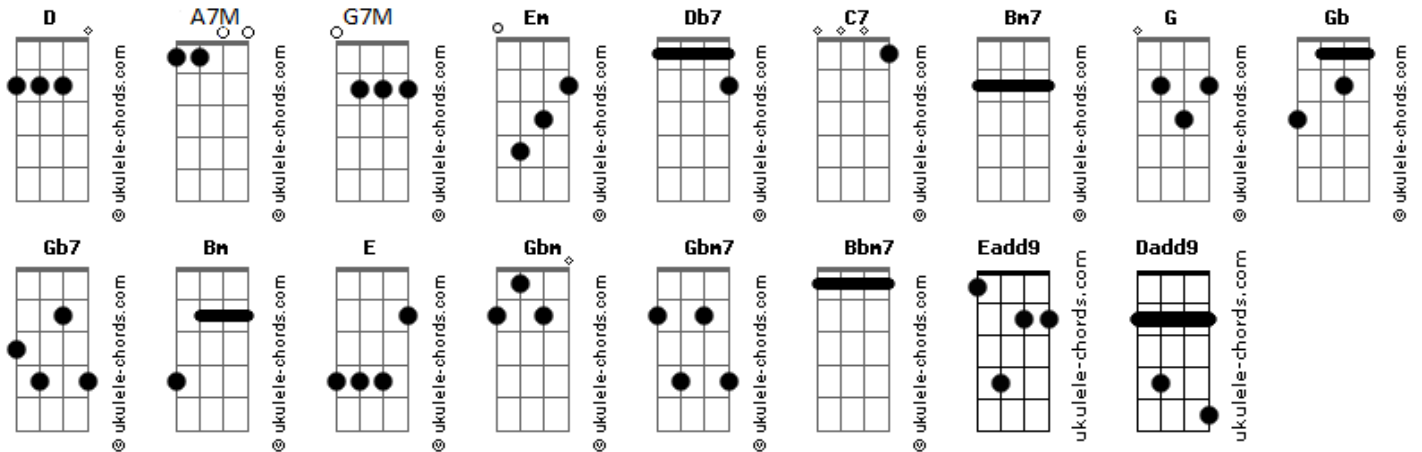 D A7M G7M Em Db7 C7 Bm7 G Gb
© ukulele-chords.com © ukulele-chords.com © ukulele-chords.com © ukulele-chords.com © ukulele-chords.com © ukulele-chords.com © ukulele-chords.com © ukulele-chords.com © ukulele-chords.com
Gb7 Bm E Gbm Gbm7 Bbm7 Eadd9 Dadd9
© ukulele-chords.com © ukulele-chords.com © ukulele-chords.com © ukulele-chords.com © ukulele-chords.com © ukulele-chords.com ukulele-chords.com ukulele-chords.com